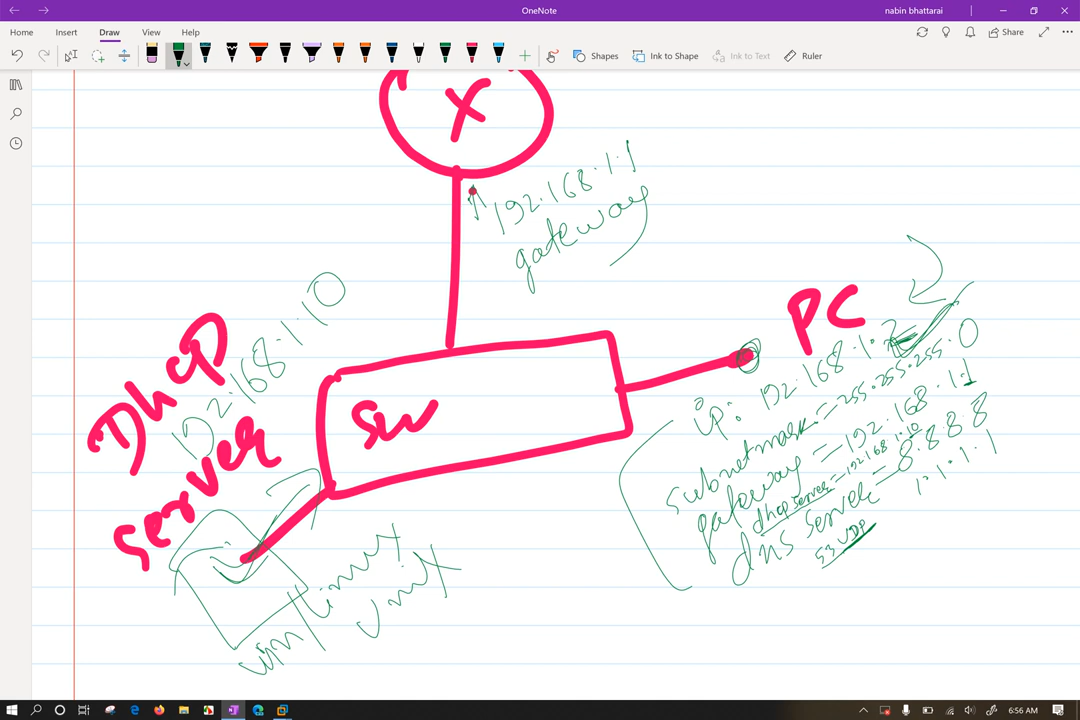 OneNote
nabin bhattarai
Home
Insert
Draw
View
Help
Share
Shapes
Ink to Shape
Ink to Text
Ruler
X
192.168.1.1
gateway
192.168.1.10
Dhcp
server
SW
PC
ip: 192.168.1.2
subnetmask = 255.255.255.0
gateway = 192.168.1.1
dhcp server = 192.168.1.10
dns server = 8.8.8.8
1.1.1.1
53 UDP
win/linux
unix
6:56 AM